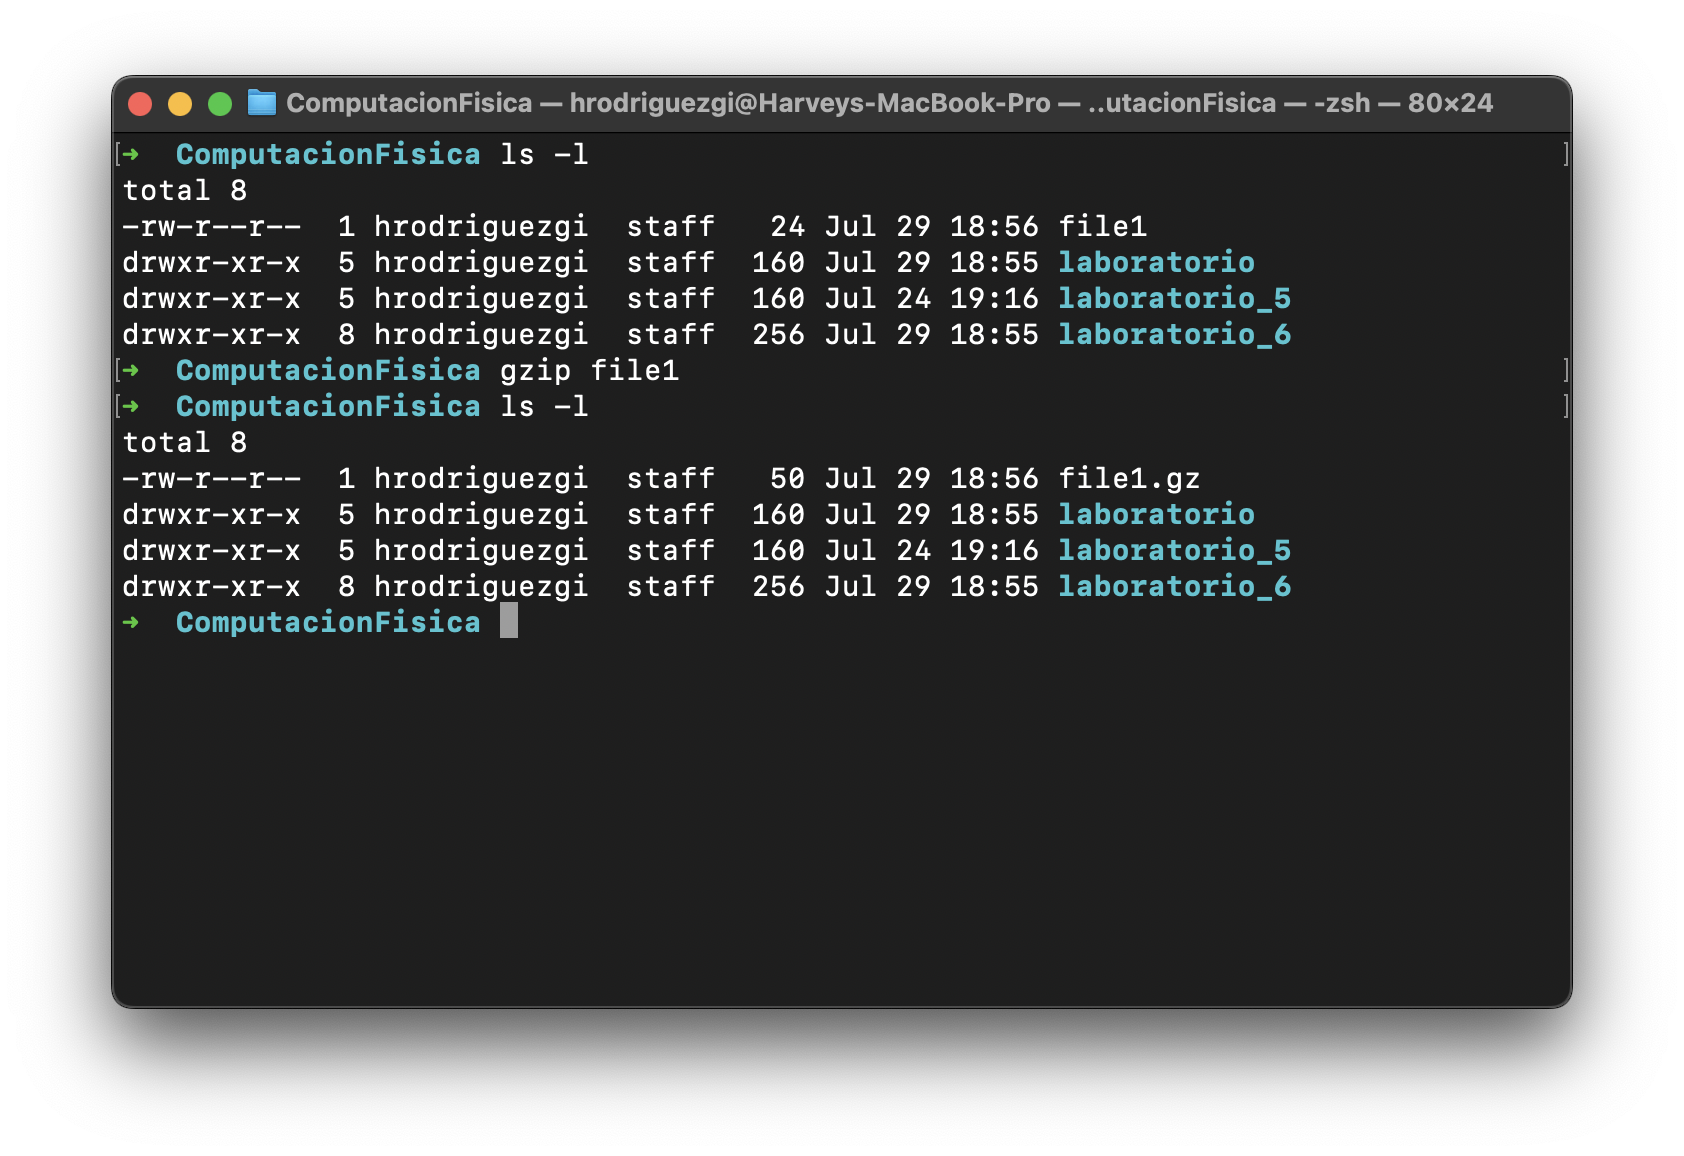 ComputacionFisica — hrodriguezgi@Harveys-MacBook-Pro — ..utacionFisica — -zsh — 80×24
[➜  ComputacionFisica ls -l ]
total 8
-rw-r--r--  1 hrodriguezgi  staff   24 Jul 29 18:56 file1
drwxr-xr-x  5 hrodriguezgi  staff  160 Jul 29 18:55 laboratorio
drwxr-xr-x  5 hrodriguezgi  staff  160 Jul 24 19:16 laboratorio_5
drwxr-xr-x  8 hrodriguezgi  staff  256 Jul 29 18:55 laboratorio_6
[➜  ComputacionFisica gzip file1 ]
[➜  ComputacionFisica ls -l ]
total 8
-rw-r--r--  1 hrodriguezgi  staff   50 Jul 29 18:56 file1.gz
drwxr-xr-x  5 hrodriguezgi  staff  160 Jul 29 18:55 laboratorio
drwxr-xr-x  5 hrodriguezgi  staff  160 Jul 24 19:16 laboratorio_5
drwxr-xr-x  8 hrodriguezgi  staff  256 Jul 29 18:55 laboratorio_6
➜  ComputacionFisica